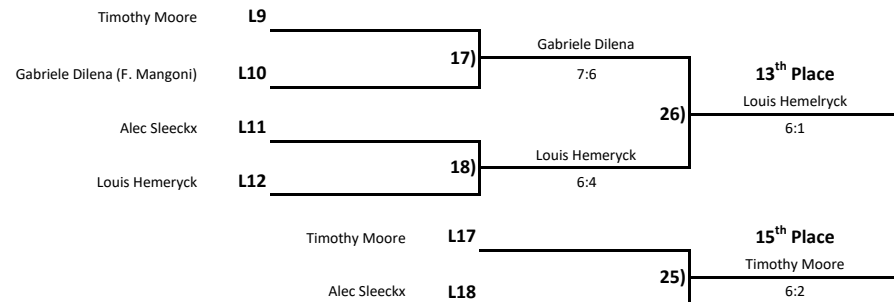 Timothy Moore L9
17) Gabriele Dilena
7:6
Gabriele Dilena (F. Mangoni) L10
13th Place
26) Louis Hemelryck
6:1
Alec Sleeckx L11
18) Louis Hemeryck
6:4
Louis Hemeryck L12
Timothy Moore L17
15th Place
25) Timothy Moore
6:2
Alec Sleeckx L18